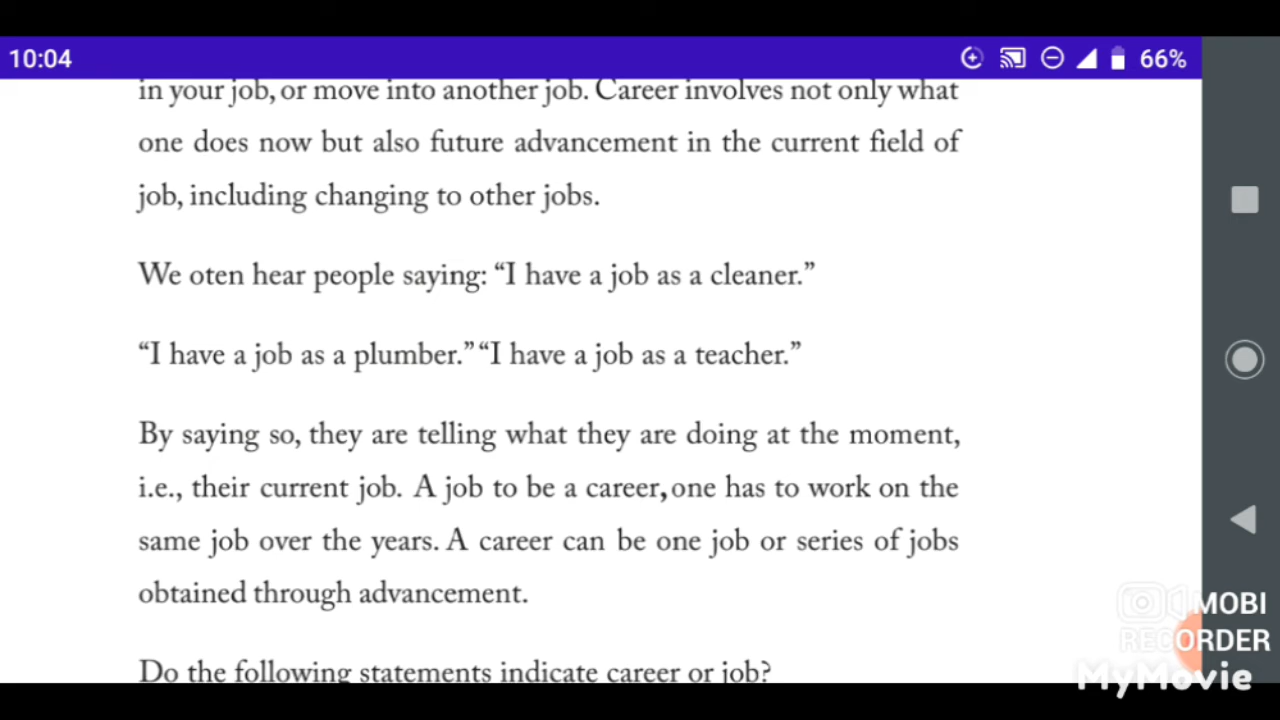 10:04
66%
in your job, or move into another job. Career involves not only what
one does now but also future advancement in the current field of
job, including changing to other jobs.
We oten hear people saying: “I have a job as a cleaner.”
“I have a job as a plumber.” “I have a job as a teacher.”
By saying so, they are telling what they are doing at the moment,
i.e., their current job. A job to be a career, one has to work on the
same job over the years. A career can be one job or series of jobs
obtained through advancement.
Do the following statements indicate career or job?
MOBI
RECORDER
MyMovie